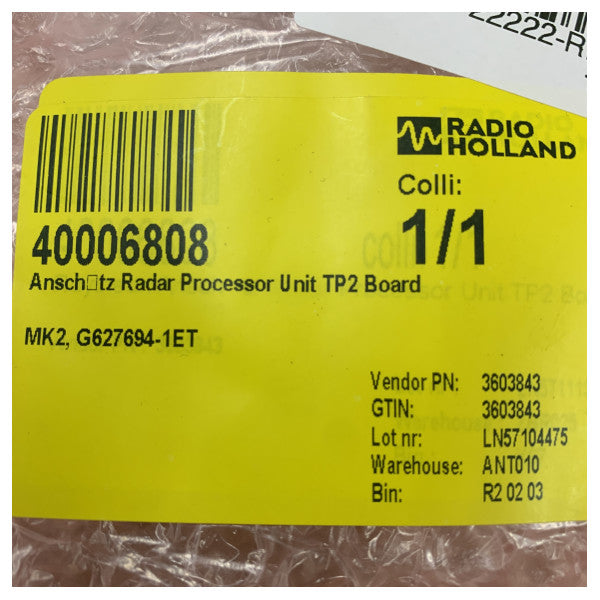 22222-R
RADIO
HOLLAND
Colli:
1/1
40006808
Ansch▯tz Radar Processor Unit TP2 Board
MK2, G627694-1ET
Vendor PN: 3603843
GTIN: 3603843
Lot nr: LN57104475
Warehouse: ANT010
Bin: R2 02 03